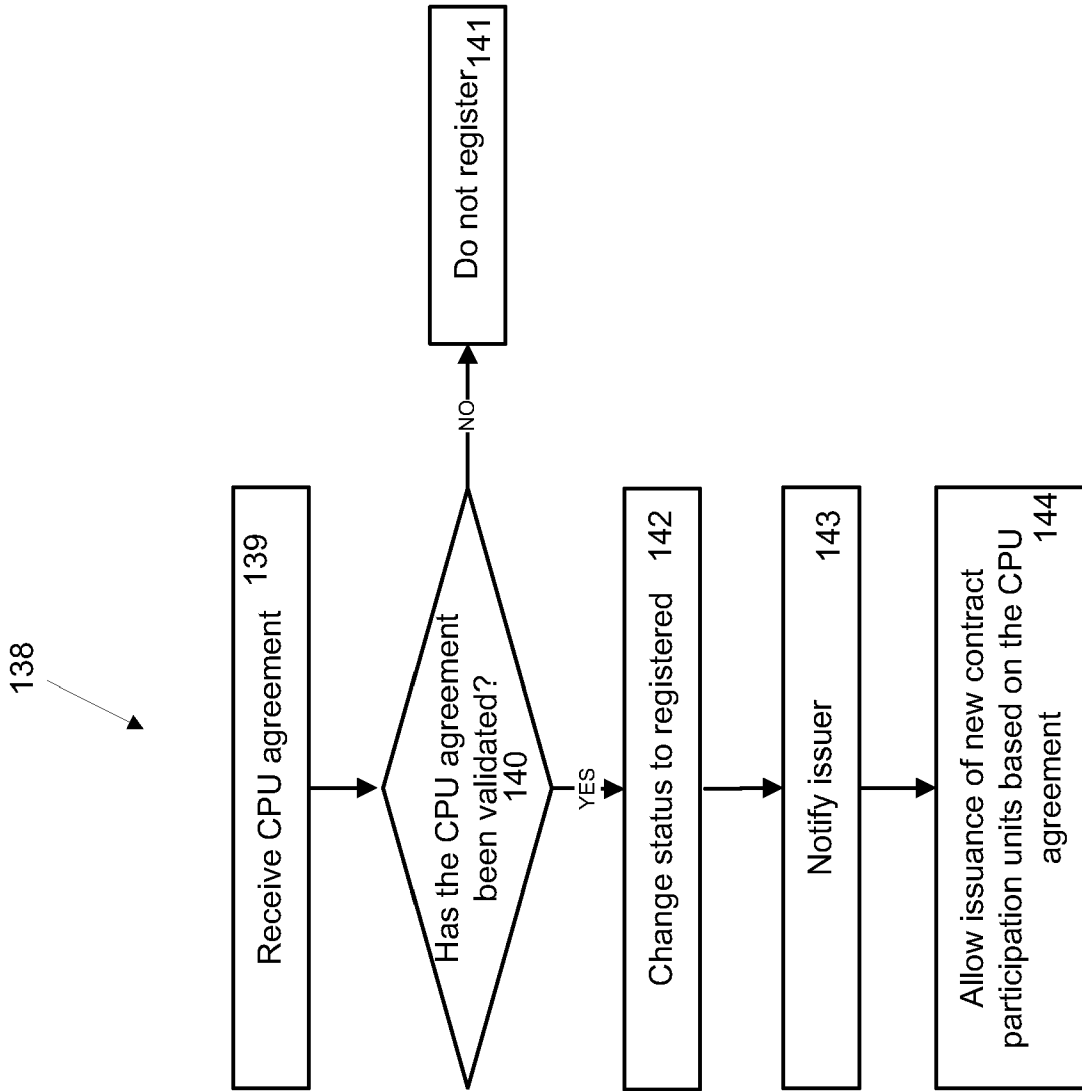 138
Receive CPU agreement
139
Has the CPU agreement
been validated?
140
NO
Do not register
141
YES
Change status to registered
142
Notify issuer
143
Allow issuance of new contract
participation units based on the CPU
agreement
144